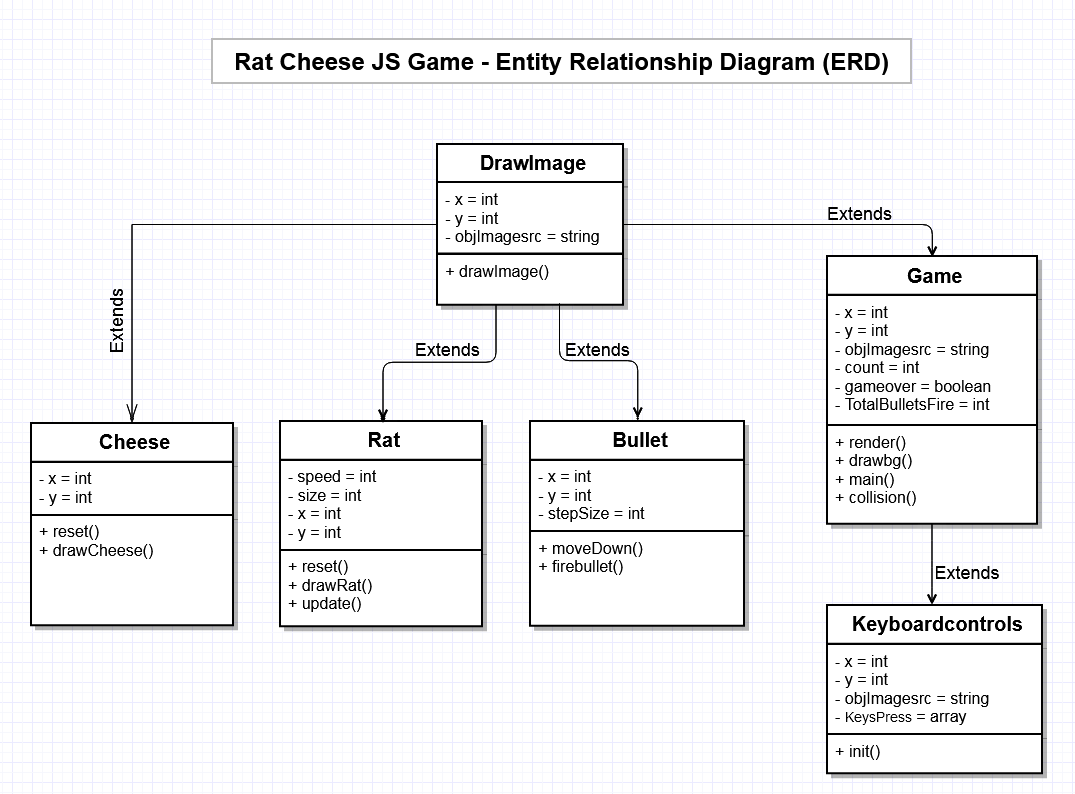 Rat Cheese JS Game - Entity Relationship Diagram (ERD)
DrawImage
- x = int
- y = int
- objImagesrc = string
+ drawImage()
Extends
Extends
Extends
Extends
Cheese
- x = int
- y = int
+ reset()
+ drawCheese()
Rat
- speed = int
- size = int
- x = int
- y = int
+ reset()
+ drawRat()
+ update()
Bullet
- x = int
- y = int
- stepSize = int
+ moveDown()
+ firebullet()
Game
- x = int
- y = int
- objImagesrc = string
- count = int
- gameover = boolean
- TotalBulletsFire = int
+ render()
+ drawbg()
+ main()
+ collision()
Extends
Keyboardcontrols
- x = int
- y = int
- objImagesrc = string
- KeysPress = array
+ init()